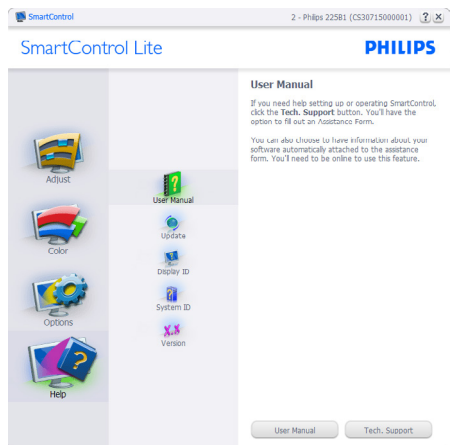 SmartControl
2 - Philips 225B1 (CS30715000001)
?
X
SmartControl Lite
PHILIPS
Adjust
Color
Options
Help
User Manual
Update
Display ID
System ID
X.X
Version
User Manual
If you need help setting up or operating SmartControl,
click the Tech. Support button. You'll have the
option to fill out an Assistance Form.
You can also choose to have information about your
software automatically attached to the assistance
form. You'll need to be online to use this feature.
User Manual
Tech. Support